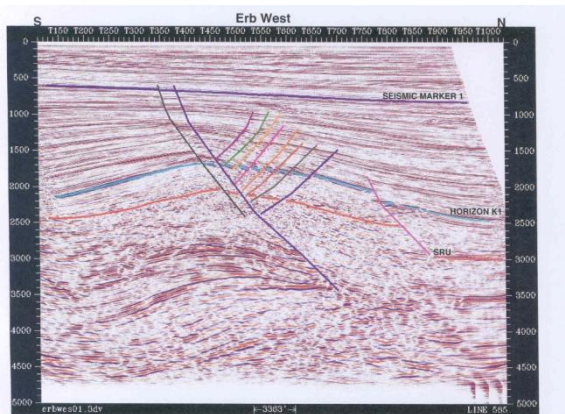 Erb West
S N
T150 T200 T250 T300 T350 T400 T450 T500 T550 T600 T650 T700 T750 T800 T850 T900 T950 T1000
0 0
500 500
SEISMIC MARKER 1
1000 1000
1500 1500
2000 2000
HORIZON K1
2500 2500
SRU
3000 3000
3500 3500
4000 4000
4500 4500
5000 5000
erbwes01.3dv 3303' LINE 585